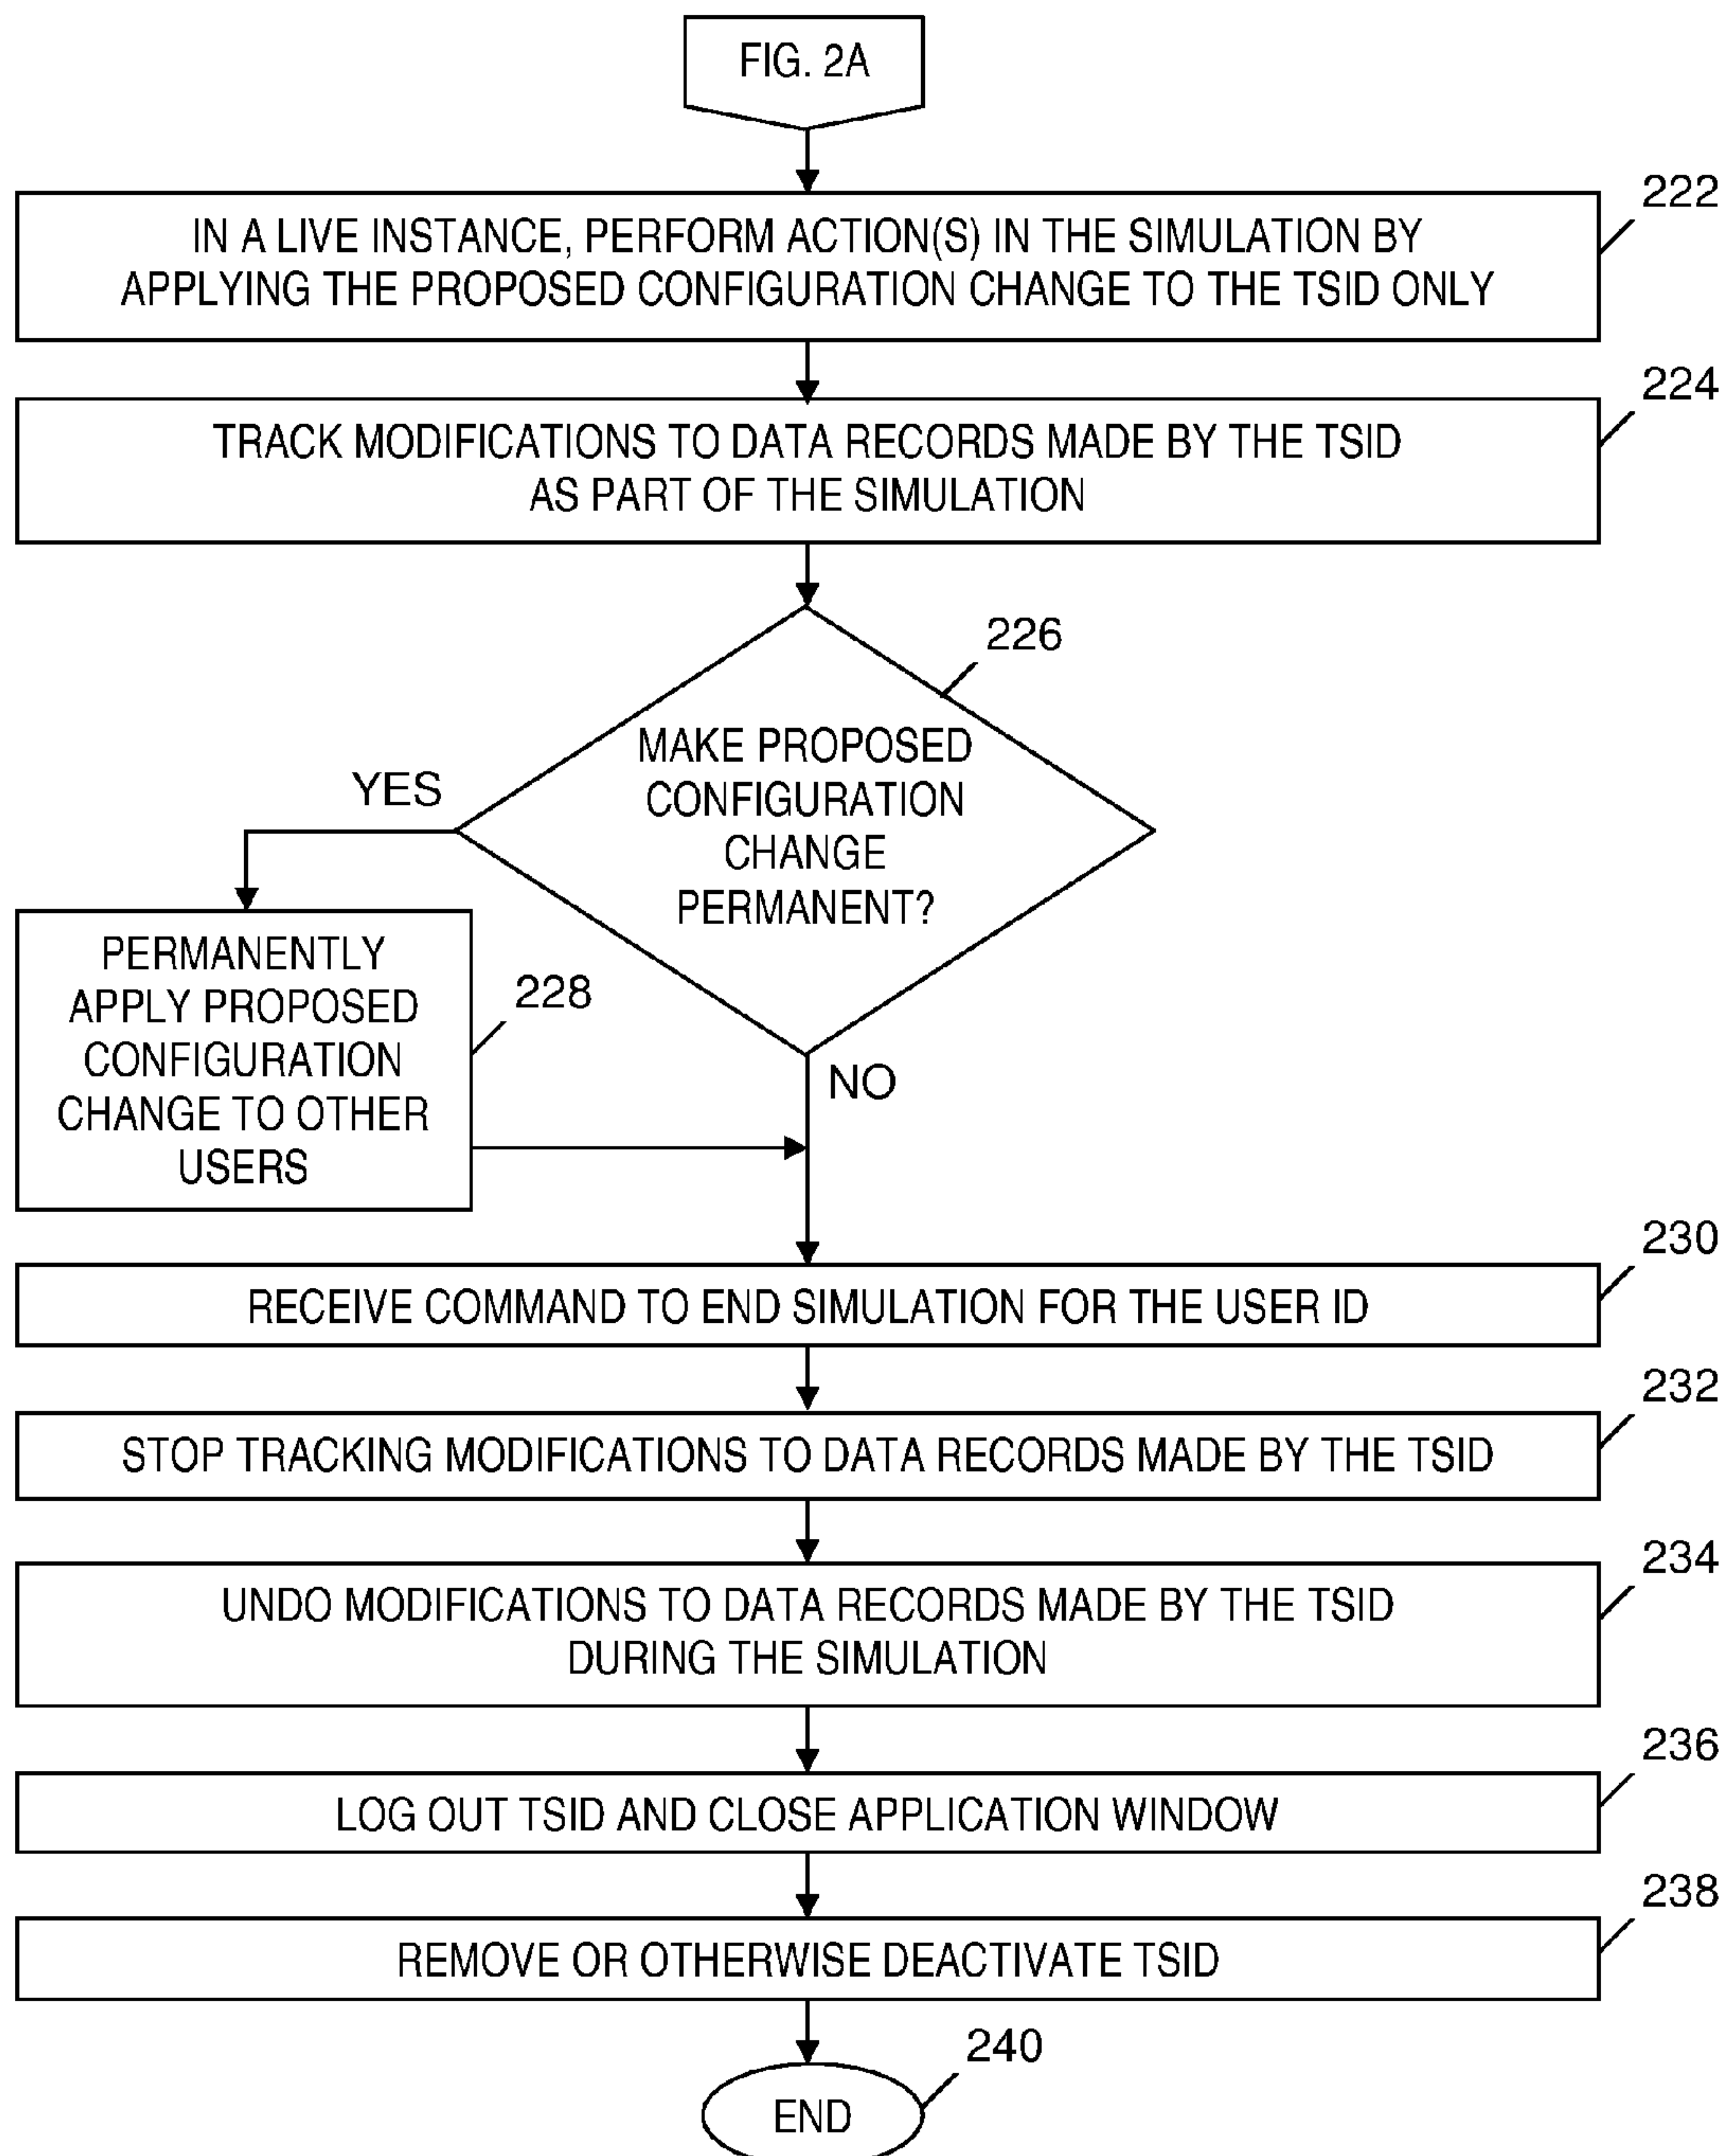 FIG. 2A
222
IN A LIVE INSTANCE, PERFORM ACTION(S) IN THE SIMULATION BY
APPLYING THE PROPOSED CONFIGURATION CHANGE TO THE TSID ONLY
224
TRACK MODIFICATIONS TO DATA RECORDS MADE BY THE TSID
AS PART OF THE SIMULATION
226
MAKE PROPOSED
CONFIGURATION
CHANGE
PERMANENT?
YES
PERMANENTLY
APPLY PROPOSED
CONFIGURATION
CHANGE TO OTHER
USERS
228
NO
230
RECEIVE COMMAND TO END SIMULATION FOR THE USER ID
232
STOP TRACKING MODIFICATIONS TO DATA RECORDS MADE BY THE TSID
234
UNDO MODIFICATIONS TO DATA RECORDS MADE BY THE TSID
DURING THE SIMULATION
236
LOG OUT TSID AND CLOSE APPLICATION WINDOW
238
REMOVE OR OTHERWISE DEACTIVATE TSID
240
END